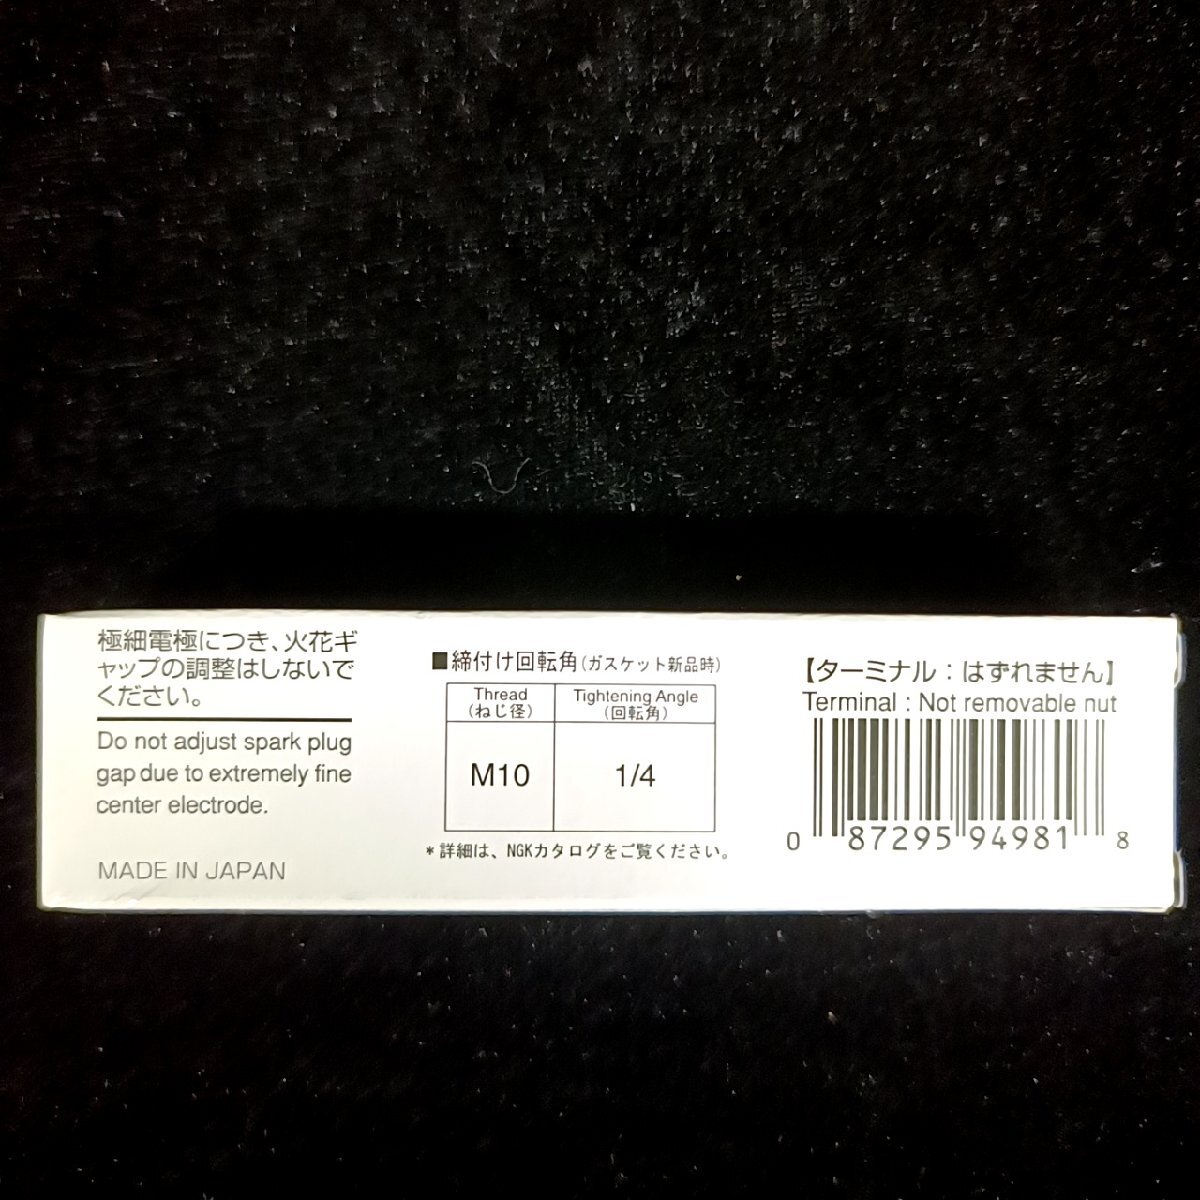 極細電極につき、火花ギ
ャップの調整はしないで
ください。
Do not adjust spark plug
gap due to extremely fine
center electrode.
MADE IN JAPAN
■締付け回転角(ガスケット新品時)
Thread Tightening Angle
(ねじ径) (回転角)
M10 1/4
*詳細は、NGKカタログをご覧ください。
【ターミナル:はずれません】
Terminal : Not removable nut
0 87295 94981 8